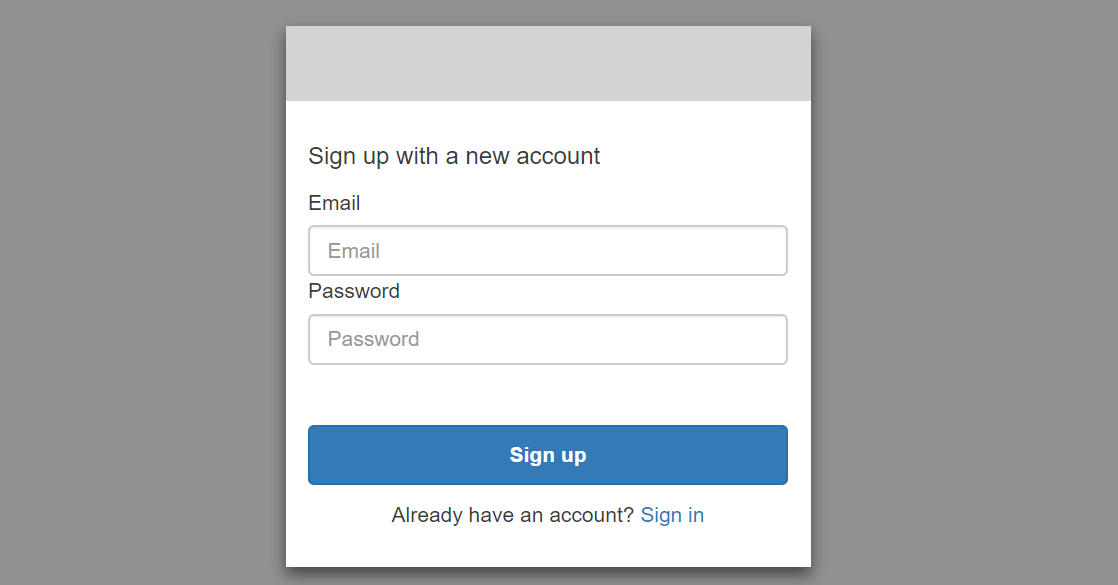 Sign up with a new account
Email
Email
Password
Password
Sign up
Already have an account? Sign in